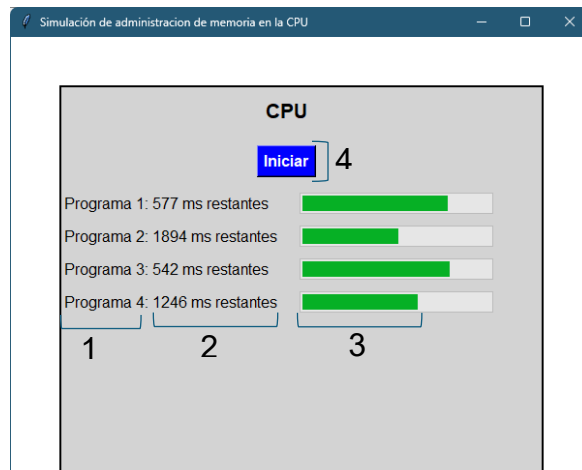 Simulación de administracion de memoria en la CPU
CPU
Iniciar
4
Programa 1: 577 ms restantes
Programa 2: 1894 ms restantes
Programa 3: 542 ms restantes
Programa 4: 1246 ms restantes
1 2 3